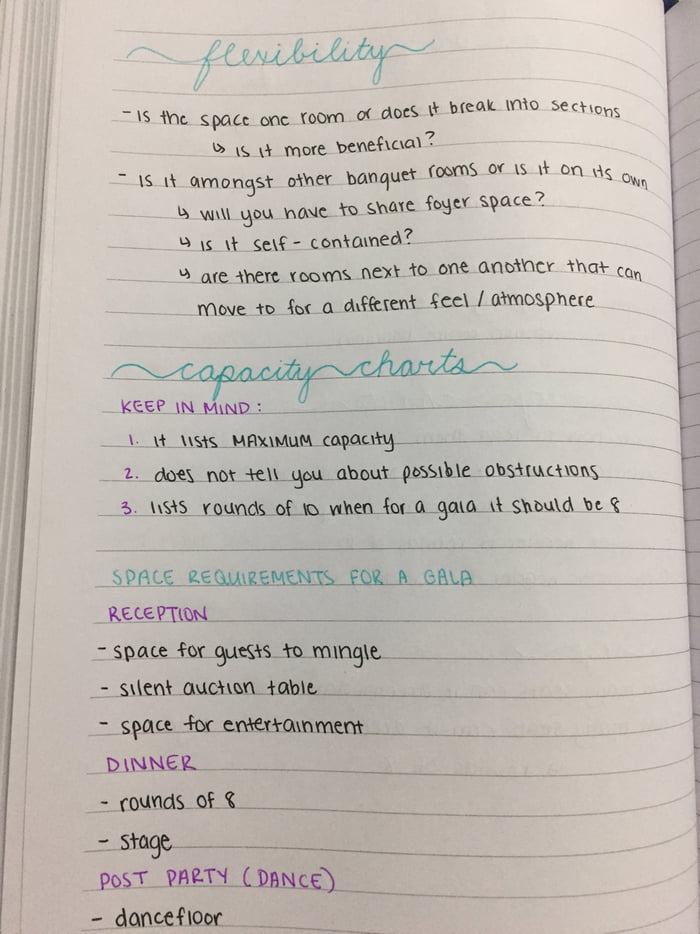 flexibility
- Is the space one room or does it break into sections
↳ is it more beneficial?
- Is it amongst other banquet rooms or is it on its own
↳ will you have to share foyer space?
↳ is it self-contained?
↳ are there rooms next to one another that can
move to for a different feel / atmosphere
capacity charts
KEEP IN MIND:
1. it lists MAXIMUM capacity
2. does not tell you about possible obstructions
3. lists rounds of 10 when for a gala it should be 8
SPACE REQUIREMENTS FOR A GALA
RECEPTION
- space for guests to mingle
- silent auction table
- space for entertainment
DINNER
- rounds of 8
- stage
POST PARTY (DANCE)
- dancefloor